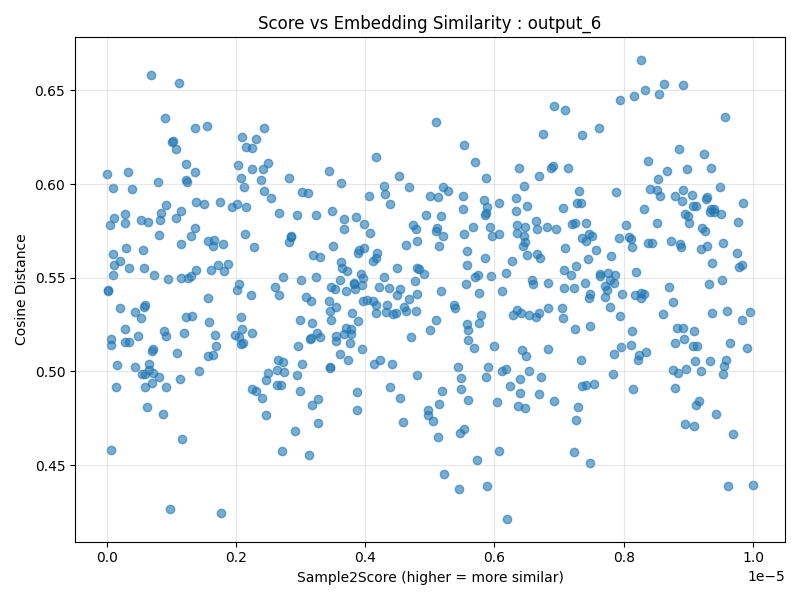 Score vs Embedding Similarity : output_6
0.65
0.60
0.55
0.50
0.45
Cosine Distance
0.0 0.2 0.4 0.6 0.8 1.0
1e−5
Sample2Score (higher = more similar)